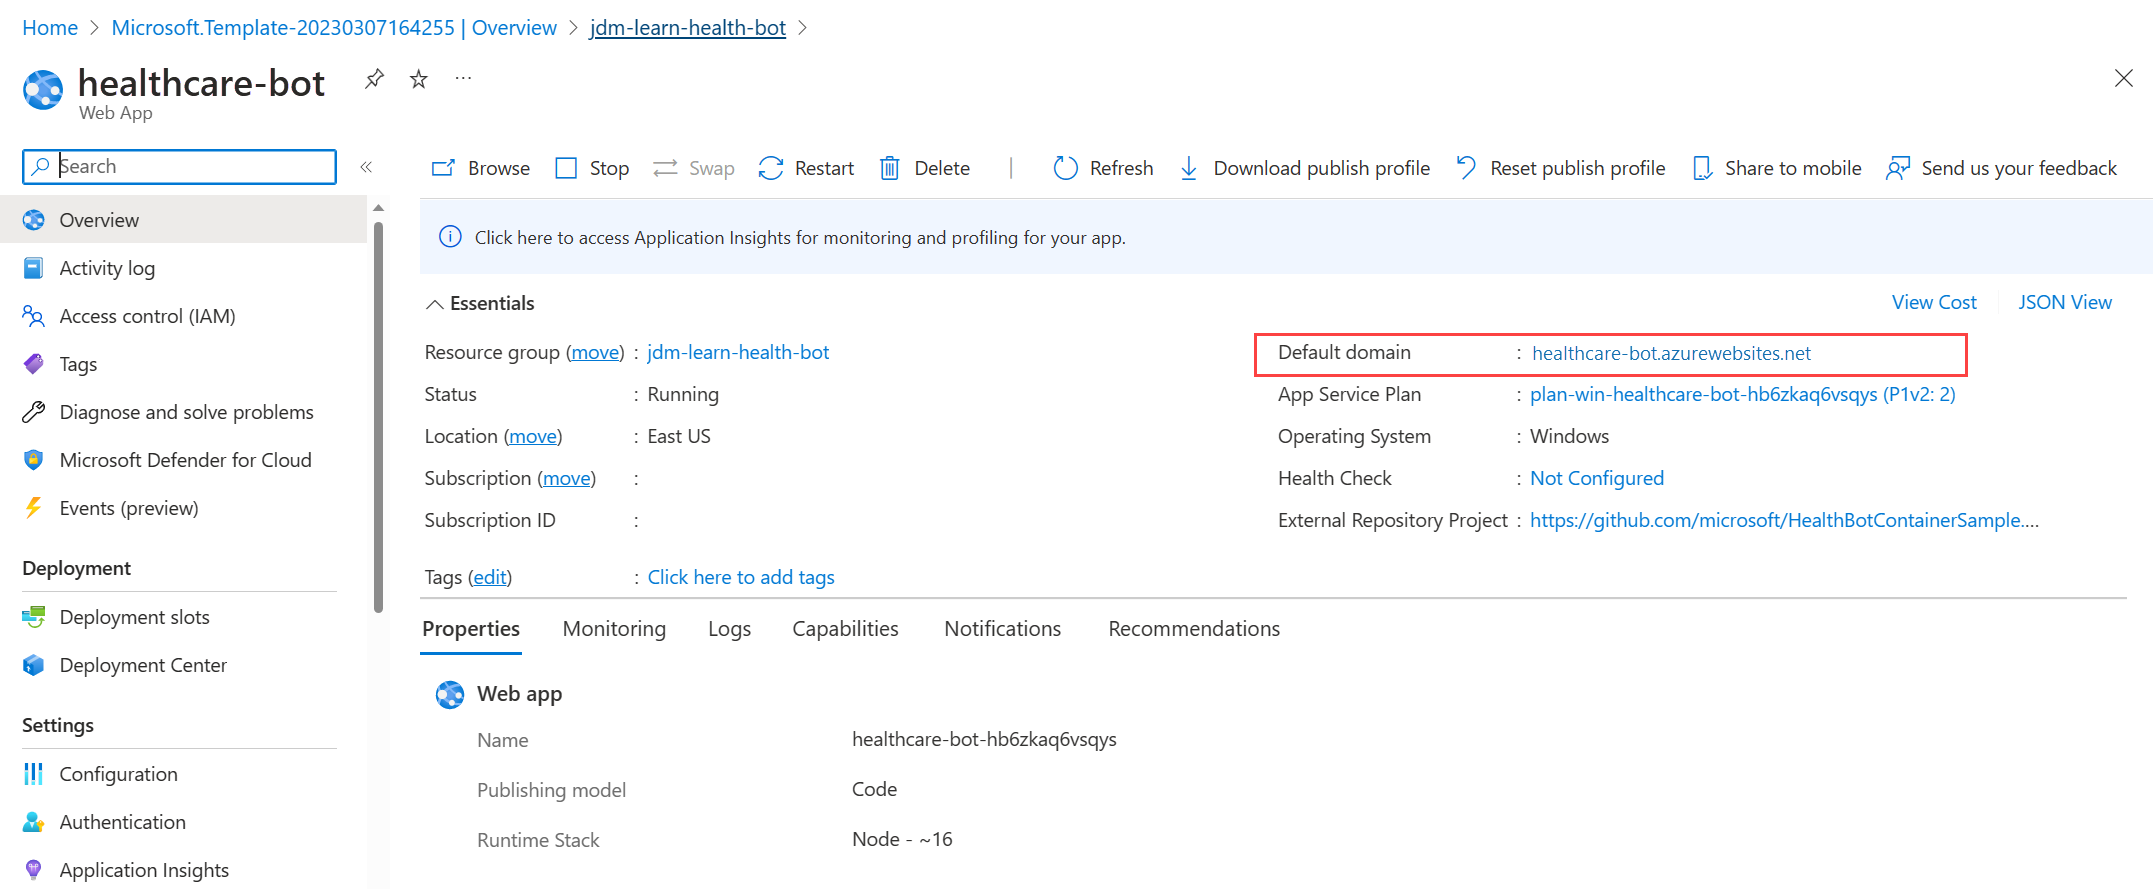 Home > Microsoft.Template-20230307164255 | Overview > jdm-learn-health-bot >
healthcare-bot ...
Web App
Search «
Browse Stop Swap Restart Delete | Refresh Download publish profile Reset publish profile Share to mobile Send us your feedback
Overview
Activity log
Access control (IAM)
Tags
Diagnose and solve problems
Microsoft Defender for Cloud
Events (preview)
Deployment
Deployment slots
Deployment Center
Settings
Configuration
Authentication
Application Insights
Click here to access Application Insights for monitoring and profiling for your app.
Essentials
View Cost JSON View
Resource group (move) : jdm-learn-health-bot
Status : Running
Location (move) : East US
Subscription (move) :
Subscription ID :
Default domain : healthcare-bot.azurewebsites.net
App Service Plan : plan-win-healthcare-bot-hb6zkaq6vsqys (P1v2: 2)
Operating System : Windows
Health Check : Not Configured
External Repository Project : https://github.com/microsoft/HealthBotContainerSample....
Tags (edit) : Click here to add tags
Properties Monitoring Logs Capabilities Notifications Recommendations
Web app
Name healthcare-bot-hb6zkaq6vsqys
Publishing model Code
Runtime Stack Node - ~16